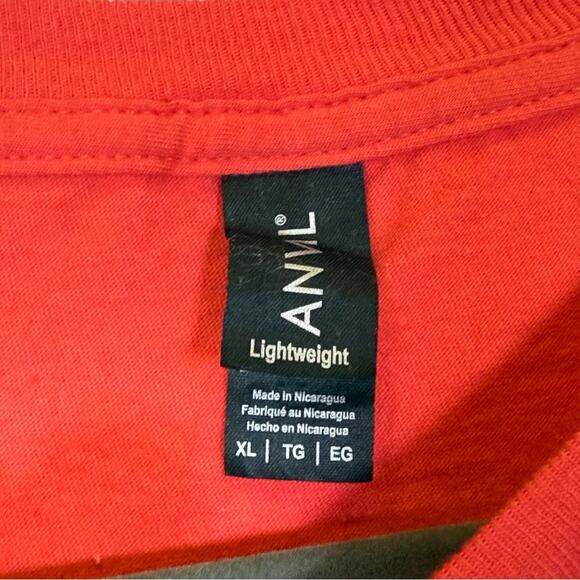 ANVIL®
Lightweight
Made in Nicaragua
Fabriqué au Nicaragua
Hecho en Nicaragua
XL | TG | EG